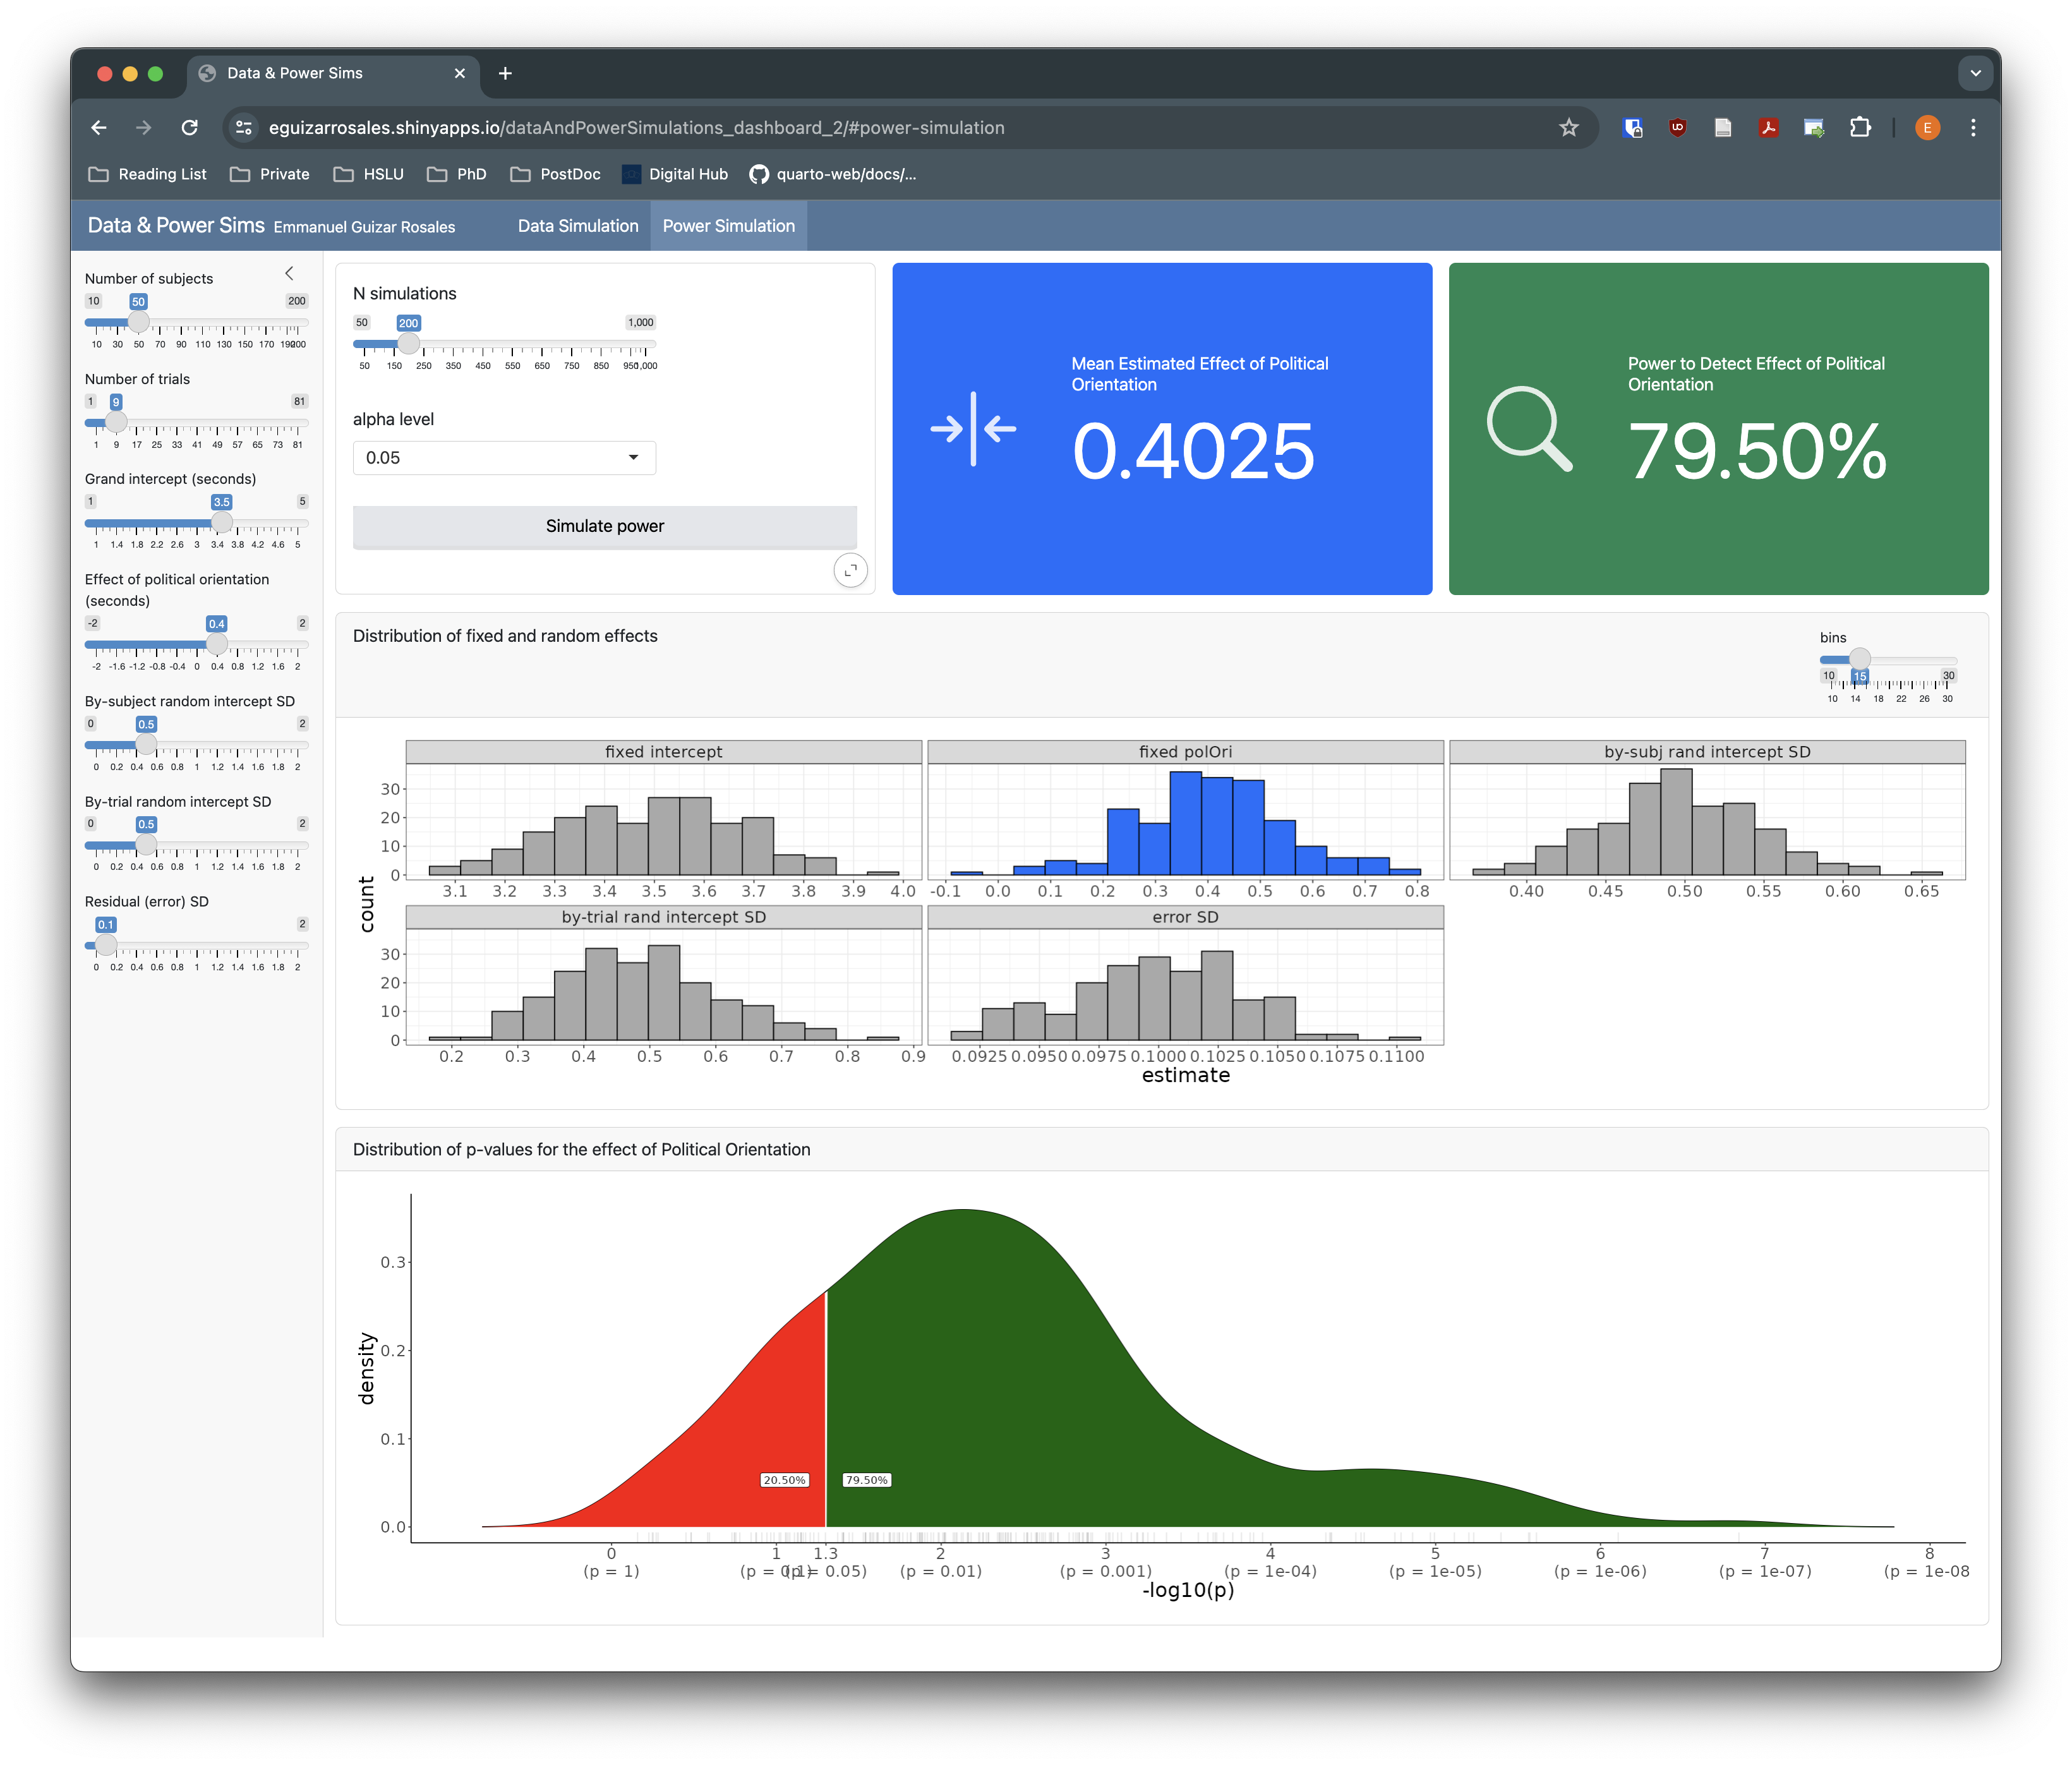 Data & Power Sims
eguizarrosales.shinyapps.io/dataAndPowerSimulations_dashboard_2/#power-simulation
E
Reading List Private HSLU PhD PostDoc Digital Hub quarto-web/docs/...
Data & Power Sims Emmanuel Guizar Rosales Data Simulation Power Simulation
Number of subjects
10 50 200
10 30 50 70 90 110 130 150 170 190 200
Number of trials
1 9 81
1 9 17 25 33 41 49 57 65 73 81
Grand intercept (seconds)
1 3.5 5
1 1.4 1.8 2.2 2.6 3 3.4 3.8 4.2 4.6 5
Effect of political orientation
(seconds)
-2 0.4 2
-2 -1.6 -1.2 -0.8 -0.4 0 0.4 0.8 1.2 1.6 2
By-subject random intercept SD
0 0.5 2
0 0.2 0.4 0.6 0.8 1 1.2 1.4 1.6 1.8 2
By-trial random intercept SD
0 0.5 2
0 0.2 0.4 0.6 0.8 1 1.2 1.4 1.6 1.8 2
Residual (error) SD
0.1 2
0 0.2 0.4 0.6 0.8 1 1.2 1.4 1.6 1.8 2
N simulations
50 200 1,000
50 150 250 350 450 550 650 750 850 950 1,000
alpha level
0.05
Simulate power
Mean Estimated Effect of Political
Orientation
0.4025
Power to Detect Effect of Political
Orientation
79.50%
Distribution of fixed and random effects
bins
10 15 30
10 14 18 22 26 30
fixed intercept
fixed polOri
by-subj rand intercept SD
30
20
10
0
3.1 3.2 3.3 3.4 3.5 3.6 3.7 3.8 3.9 4.0
-0.1 0.0 0.1 0.2 0.3 0.4 0.5 0.6 0.7 0.8
0.40 0.45 0.50 0.55 0.60 0.65
count
by-trial rand intercept SD
error SD
30
20
10
0
0.2 0.3 0.4 0.5 0.6 0.7 0.8 0.9
0.0925 0.0950 0.0975 0.1000 0.1025 0.1050 0.1075 0.1100
estimate
Distribution of p-values for the effect of Political Orientation
density
0.3
0.2
0.1
0.0
20.50% 79.50%
0 1 1.3 2 3 4 5 6 7 8
(p = 1) (p = 0.1) (p = 0.05) (p = 0.01) (p = 0.001) (p = 1e-04) (p = 1e-05) (p = 1e-06) (p = 1e-07) (p = 1e-08
-log10(p)